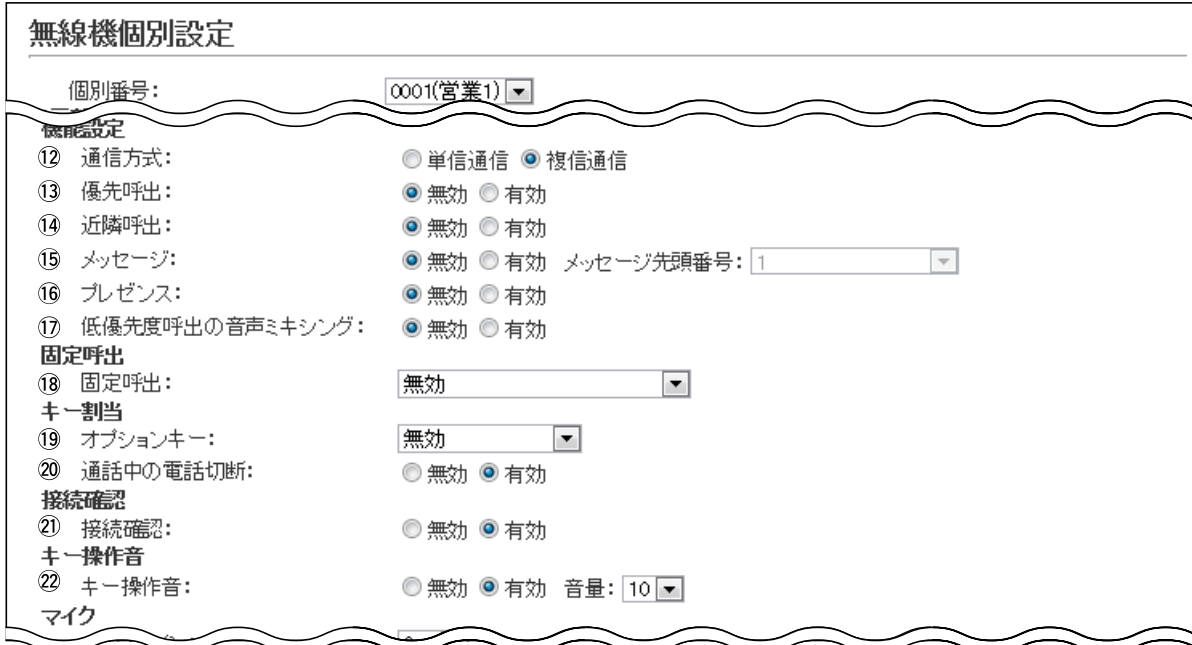 無線機個別設定
個別番号: 0001(営業1)
機能設定
⑫ 通信方式: 単信通信 複信通信
⑬ 優先呼出: 無効 有効
⑭ 近隣呼出: 無効 有効
⑮ メッセージ: 無効 有効 メッセージ先頭番号: 1
⑯ プレゼンス: 無効 有効
⑰ 低優先度呼出の音声ミキシング: 無効 有効
固定呼出
⑱ 固定呼出: 無効
キー割当
⑲ オプションキー: 無効
⑳ 通話中の電話切断: 無効 有効
接続確認
㉑ 接続確認: 無効 有効
キー操作音
㉒ キー操作音: 無効 有効 音量: 10
マイク